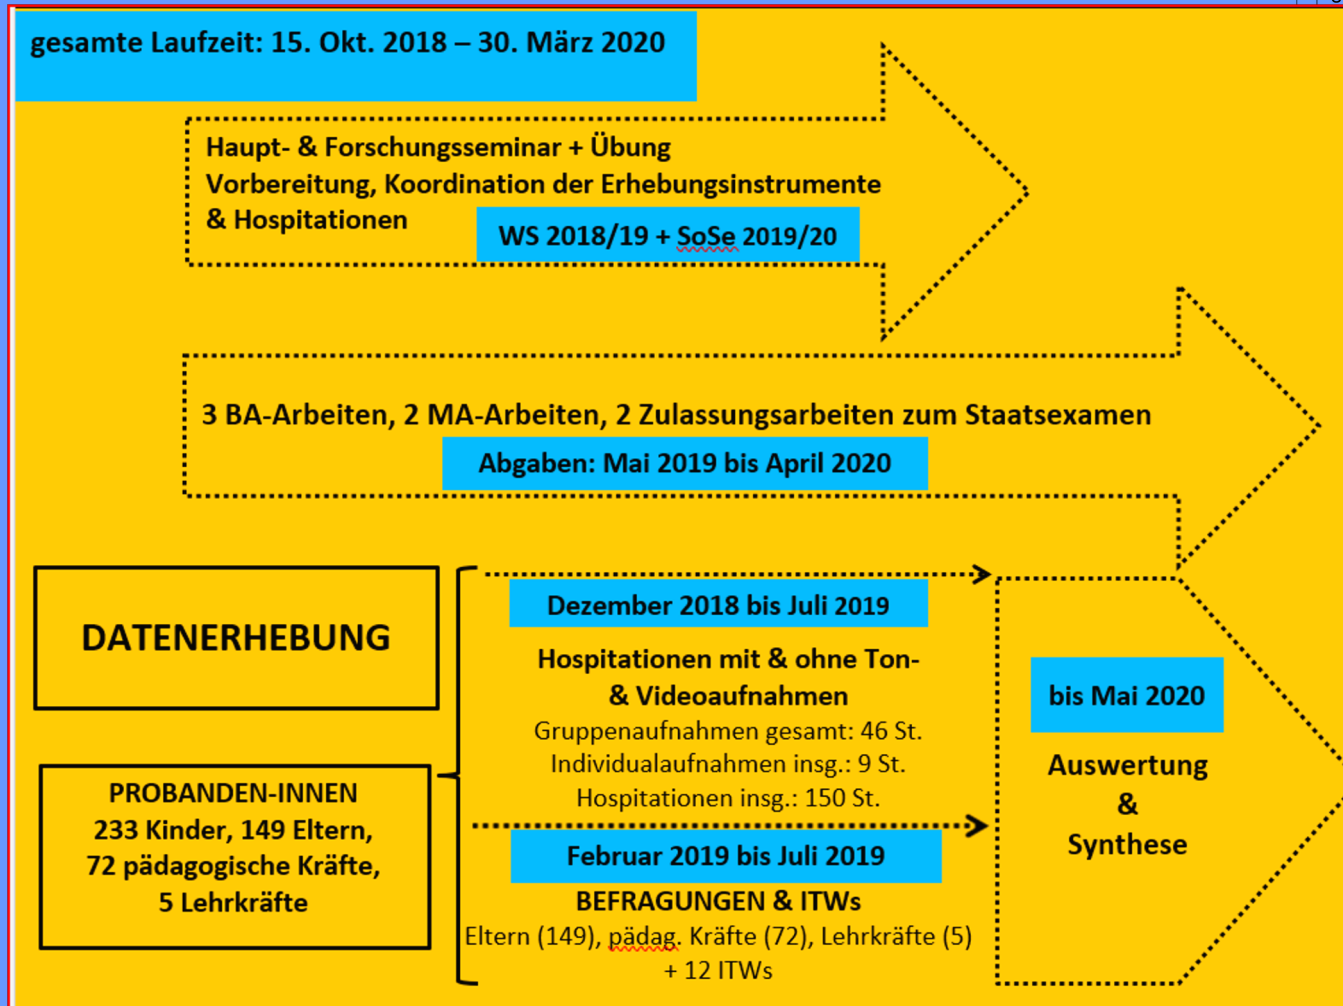 gesamte Laufzeit: 15. Okt. 2018 – 30. März 2020
Haupt- & Forschungsseminar + Übung
Vorbereitung, Koordination der Erhebungsinstrumente
& Hospitationen
WS 2018/19 + SoSe 2019/20
3 BA-Arbeiten, 2 MA-Arbeiten, 2 Zulassungsarbeiten zum Staatsexamen
Abgaben: Mai 2019 bis April 2020
DATENERHEBUNG
PROBANDEN-INNEN
233 Kinder, 149 Eltern,
72 pädagogische Kräfte,
5 Lehrkräfte
Dezember 2018 bis Juli 2019
Hospitationen mit & ohne Ton-
& Videoaufnahmen
Gruppenaufnahmen gesamt: 46 St.
Individualaufnahmen insg.: 9 St.
Hospitationen insg.: 150 St.
Februar 2019 bis Juli 2019
BEFRAGUNGEN & ITWs
Eltern (149), pädag. Kräfte (72), Lehrkräfte (5)
+ 12 ITWs
bis Mai 2020
Auswertung
&
Synthese